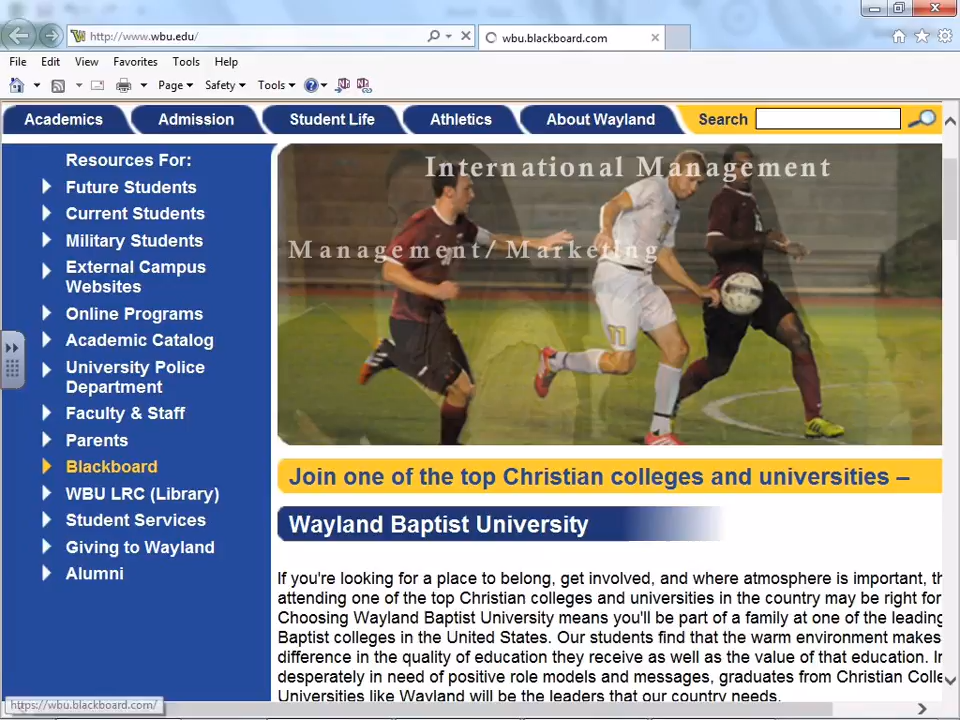 http://www.wbu.edu/
wbu.blackboard.com
File Edit View Favorites Tools Help
Page Safety Tools
Academics Admission Student Life Athletics About Wayland Search
Resources For:
Future Students
Current Students
Military Students
External Campus
Websites
Online Programs
Academic Catalog
University Police
Department
Faculty & Staff
Parents
Blackboard
WBU LRC (Library)
Student Services
Giving to Wayland
Alumni
International Management
Management/ Marketing
11
Join one of the top Christian colleges and universities –
Wayland Baptist University
If you're looking for a place to belong, get involved, and where atmosphere is important,
attending one of the top Christian colleges and universities in the country may be right for
Choosing Wayland Baptist University means you'll be part of a family at one of the leading
Baptist colleges in the United States. Our students find that the warm environment makes
difference in the quality of education they receive as well as the value of that education.
desperately in need of positive role models and messages, graduates from Christian
Universities like Wayland will be the leaders that our country needs.
https://wbu.blackboard.com/